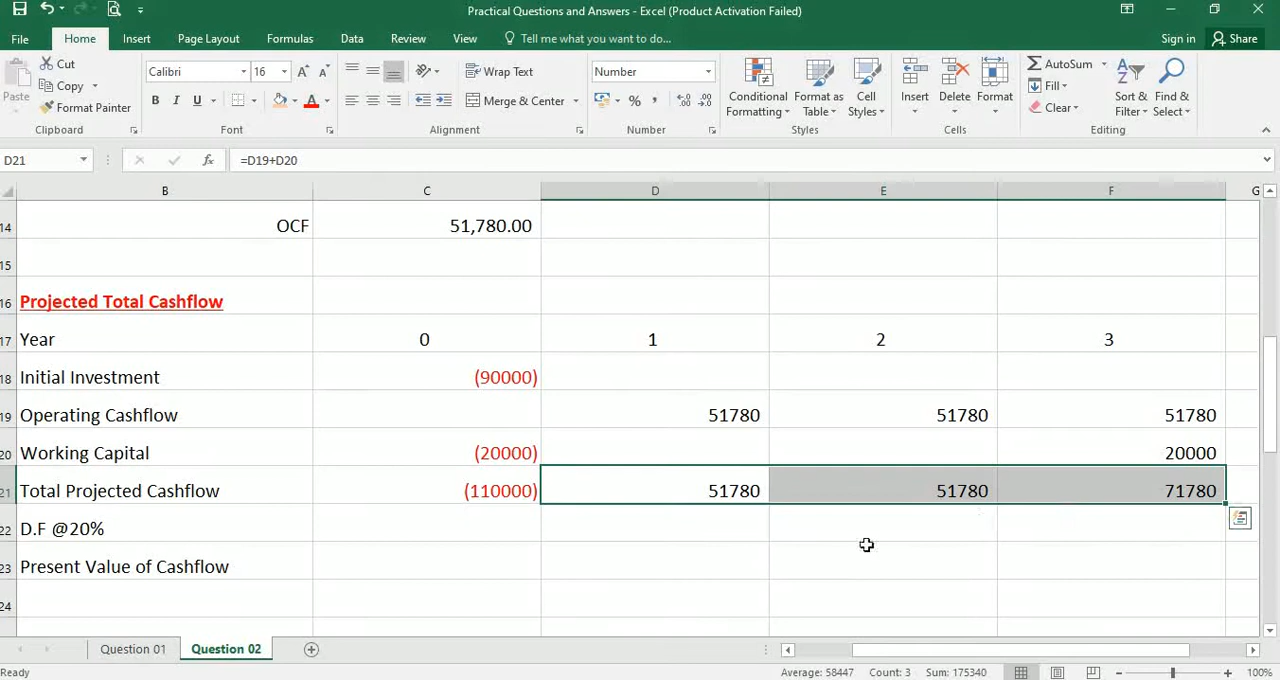 Practical Questions and Answers - Excel (Product Activation Failed)
File Home Insert Page Layout Formulas Data Review View Tell me what you want to do... Sign in Share
Paste Cut Copy Format Painter
Calibri 16 Wrap Text Number AutoSum
B I U Merge & Center % , Fill Clear
Conditional Formatting Format as Table Cell Styles Insert Delete Format Sort & Filter Find & Select
Clipboard Font Alignment Number Styles Cells Editing
D21 fx =D19+D20
B C D E F G
14 OCF 51,780.00
15
16 Projected Total Cashflow
17 Year 0 1 2 3
18 Initial Investment (90000)
19 Operating Cashflow 51780 51780 51780
20 Working Capital (20000) 20000
21 Total Projected Cashflow (110000) 51780 51780 71780
22 D.F @20%
23 Present Value of Cashflow
24
Question 01 Question 02
Ready Average: 58447 Count: 3 Sum: 175340 100%